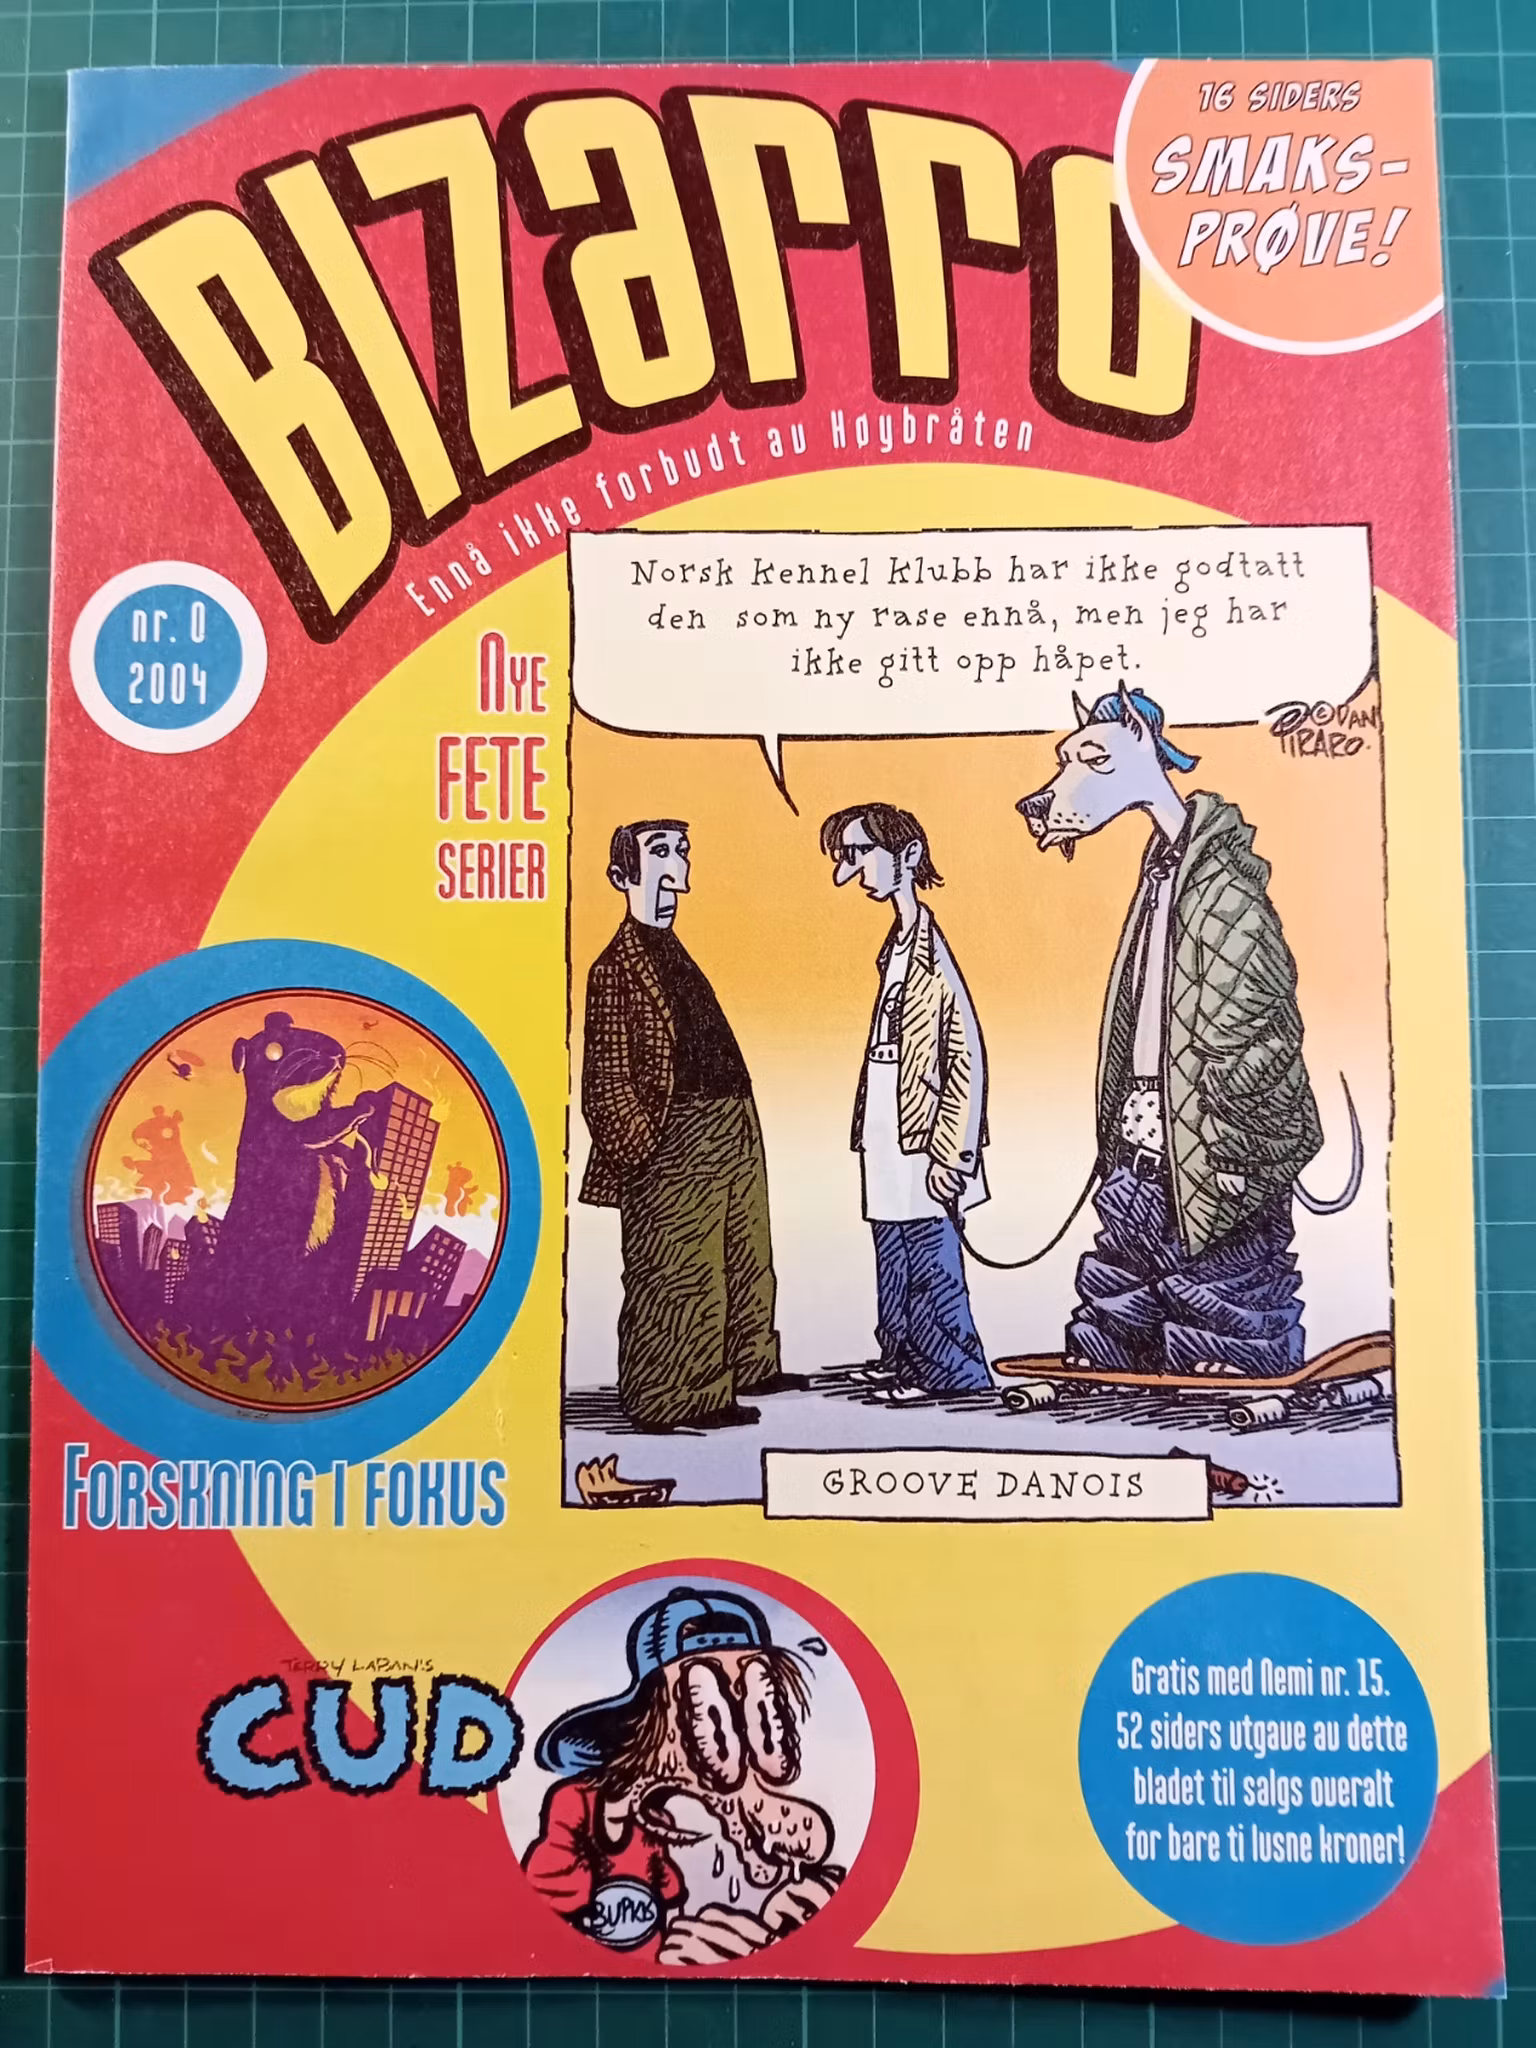 16 SIDERS
SMAKS-
PRØVE!
BIZarro
Ennå ikke forbudt av Høybråten
nr. 0
2004
NYE
FETE
SERIER
Norsk kennel klubb har ikke godtatt
den som ny rase ennå, men jeg har
ikke gitt opp håpet.
© DAN
PIRARO.
FORSKNING I FOKUS
GROOVE DANOIS
TERRY LABAN'S
CUD
BUPKIS
Gratis med Nemi nr. 15.
52 siders utgave av dette
bladet til salgs overalt
for bare ti lusne kroner!